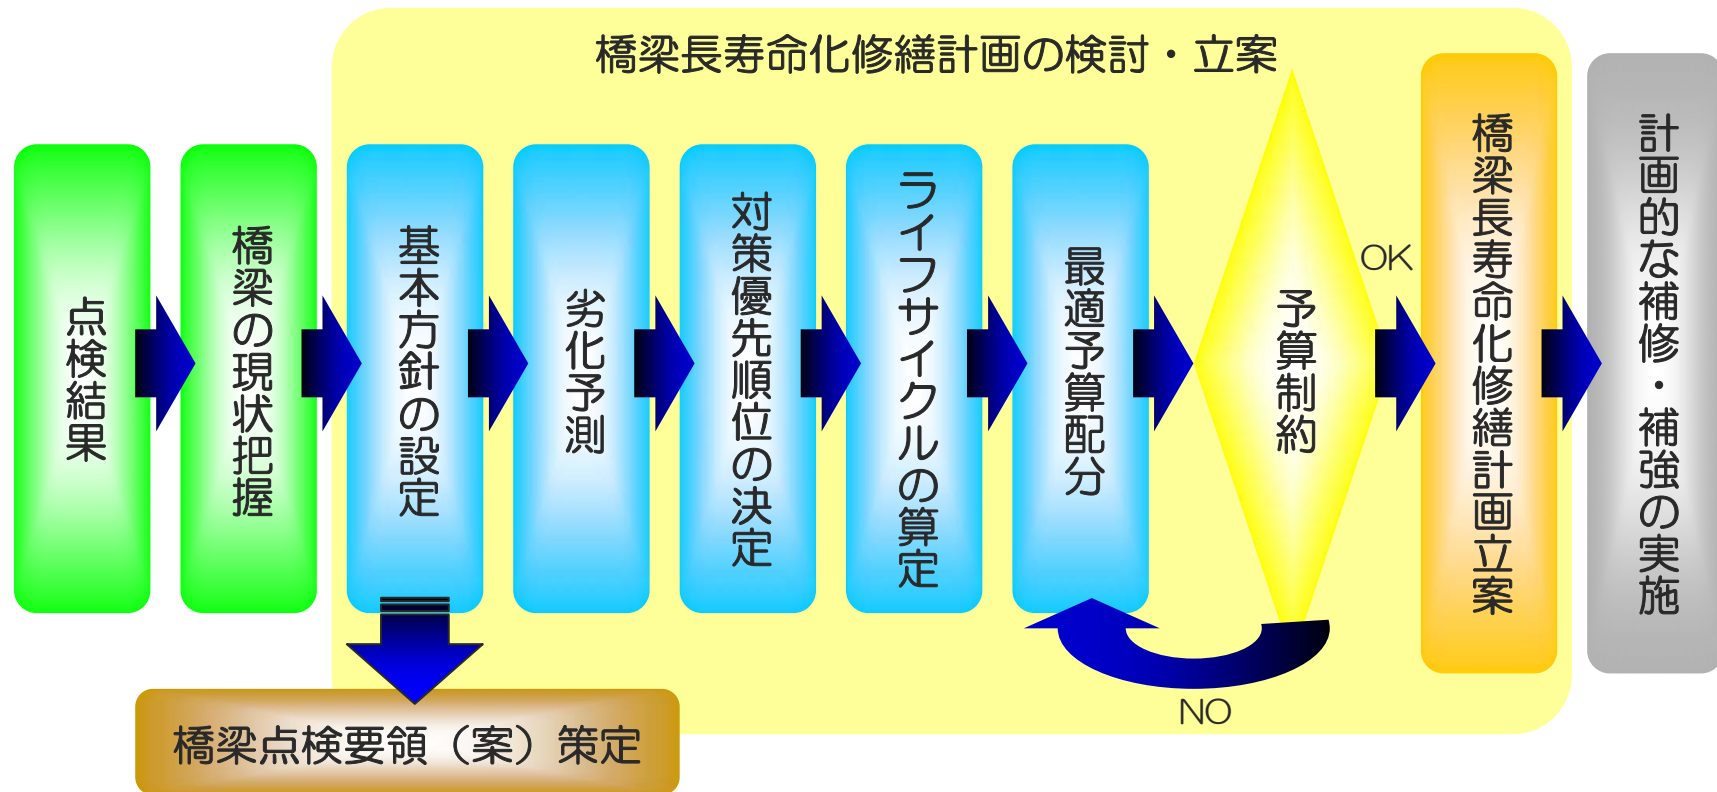 橋梁長寿命化修繕計画の検討・立案
点検結果
橋梁の現状把握
基本方針の設定
劣化予測
対策優先順位の決定
ライフサイクルの算定
最適予算配分
予算制約
OK
NO
橋梁長寿命化修繕計画立案
計画的な補修・補強の実施
橋梁点検要領（案）策定